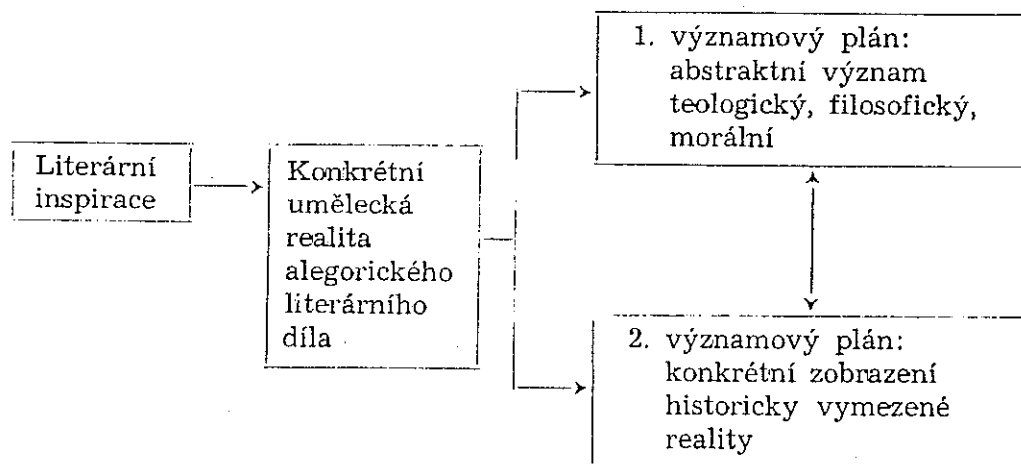 Literární
inspirace
Konkrétní
umělecká
realita
alegorického
literárního
díla
1. významový plán:
abstraktní význam
teologický, filosofický,
morální
2. významový plán:
konkrétní zobrazení
historicky vymezené
reality